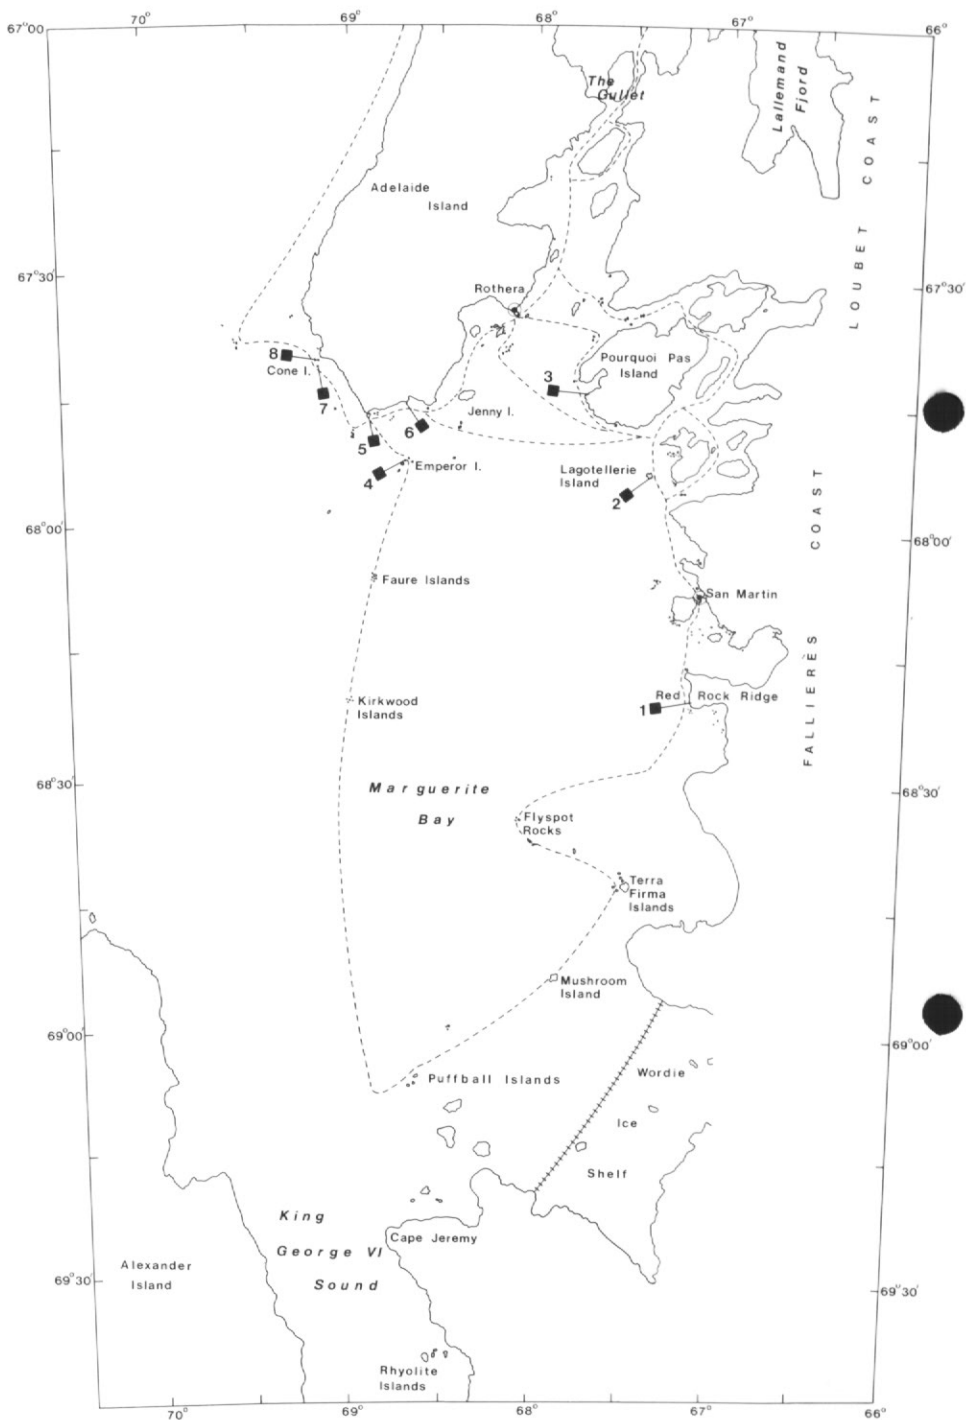 70°
69°
68°
67°
66°
67°00
The
Gullet
Lallemand
Fjord
LOUBET COAST
Adelaide
Island
67°30'
67°30'
Rothera
Pourquoi Pas
Island
8
Cone I.
7
3
Jenny I.
6
5
4
Emperor I.
Lagotellerie
Island
2
68°00'
68°00'
FALLIERES COAST
Faure Islands
San Martin
Kirkwood
Islands
Red Rock Ridge
1
68°30'
68°30'
Marguerite
Bay
Flyspot
Rocks
Terra
Firma
Islands
Mushroom
Island
69°00'
69°00'
Puffball Islands
Wordie
Ice
Shelf
King
George VI
Sound
Cape Jeremy
Alexander
Island
69°30'
69°30'
Rhyolite
Islands
70°
69°
68°
67°
66°